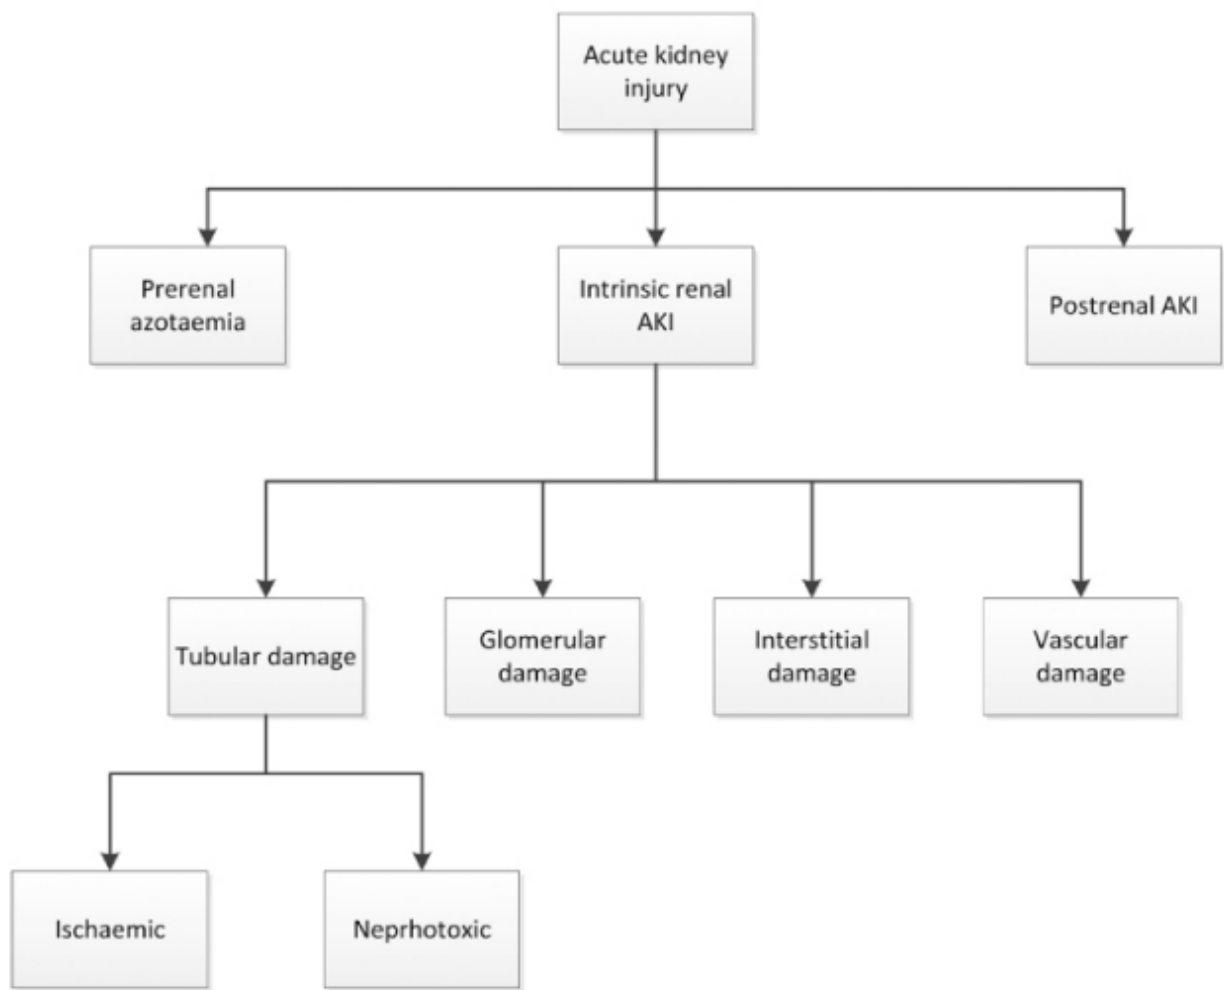 Acute kidney
injury
Prerenal
azotaemia
Intrinsic renal
AKI
Postrenal AKI
Tubular damage
Glomerular
damage
Interstitial
damage
Vascular
damage
Ischaemic
Neprhotoxic